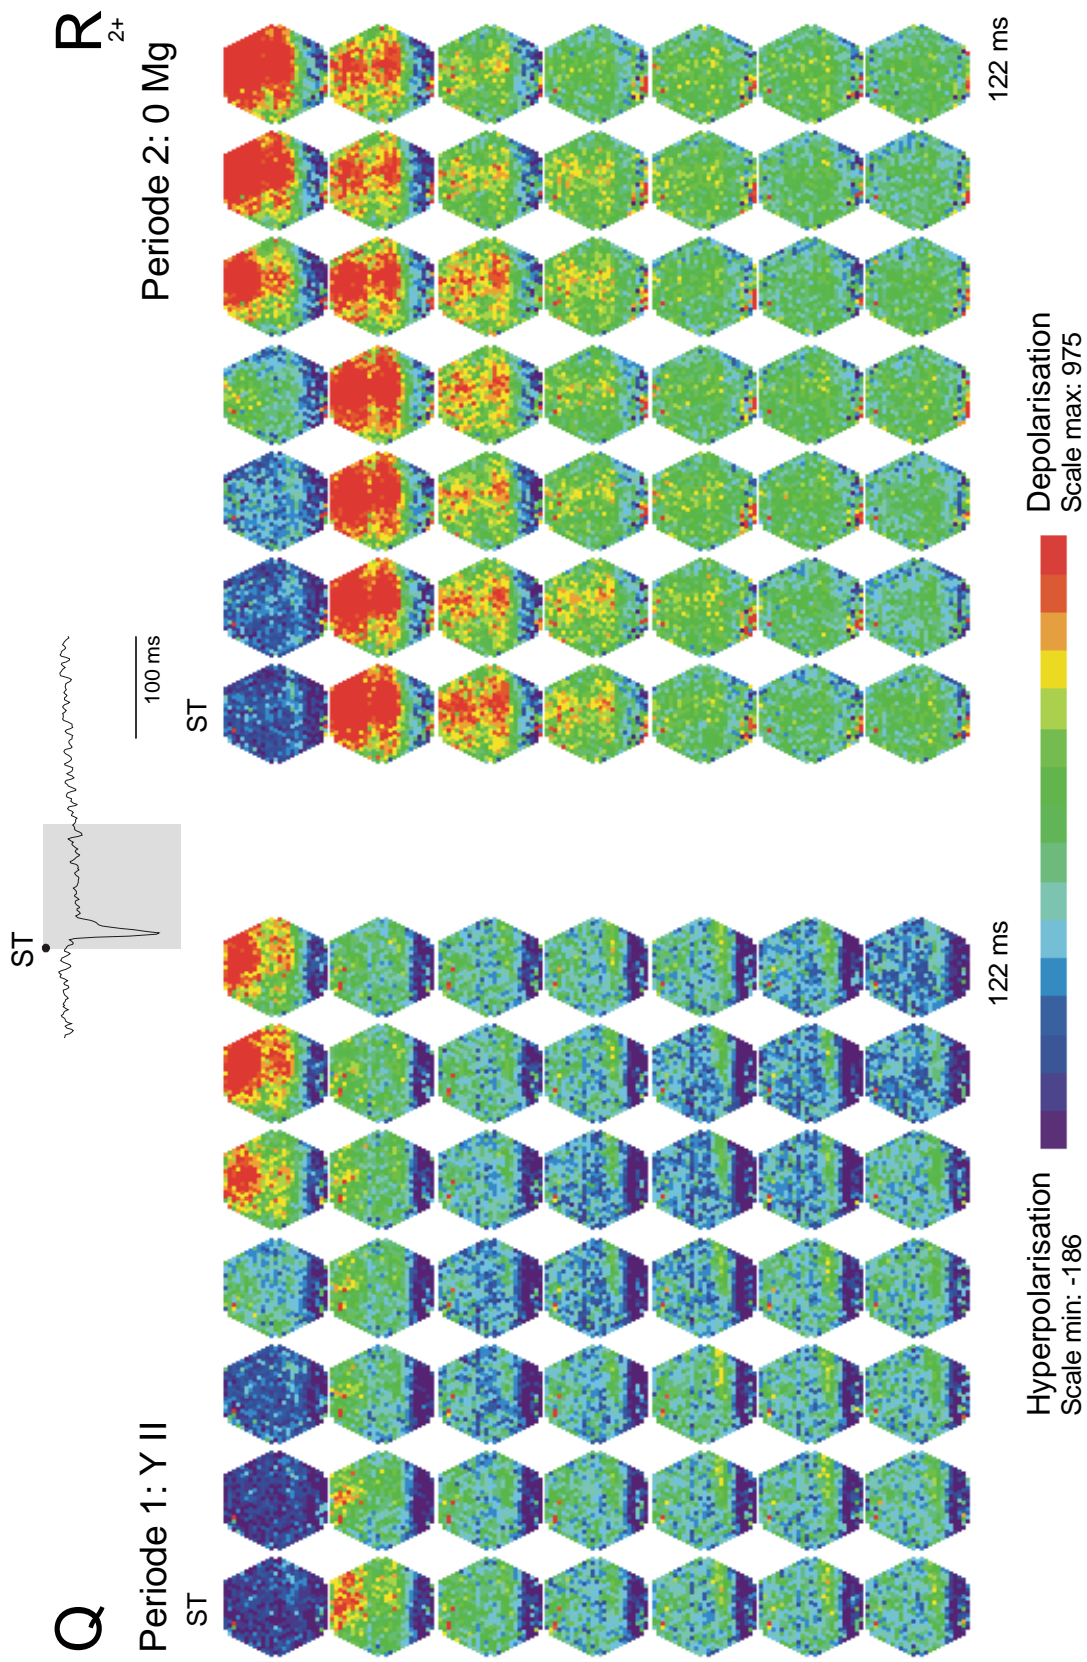 Q
R
Periode 1: Y II
Periode 2: 0 Mg2+
ST
100 ms
ST
ST
122 ms
122 ms
Hyperpolarisation
Scale min: -186
Depolarisation
Scale max: 975